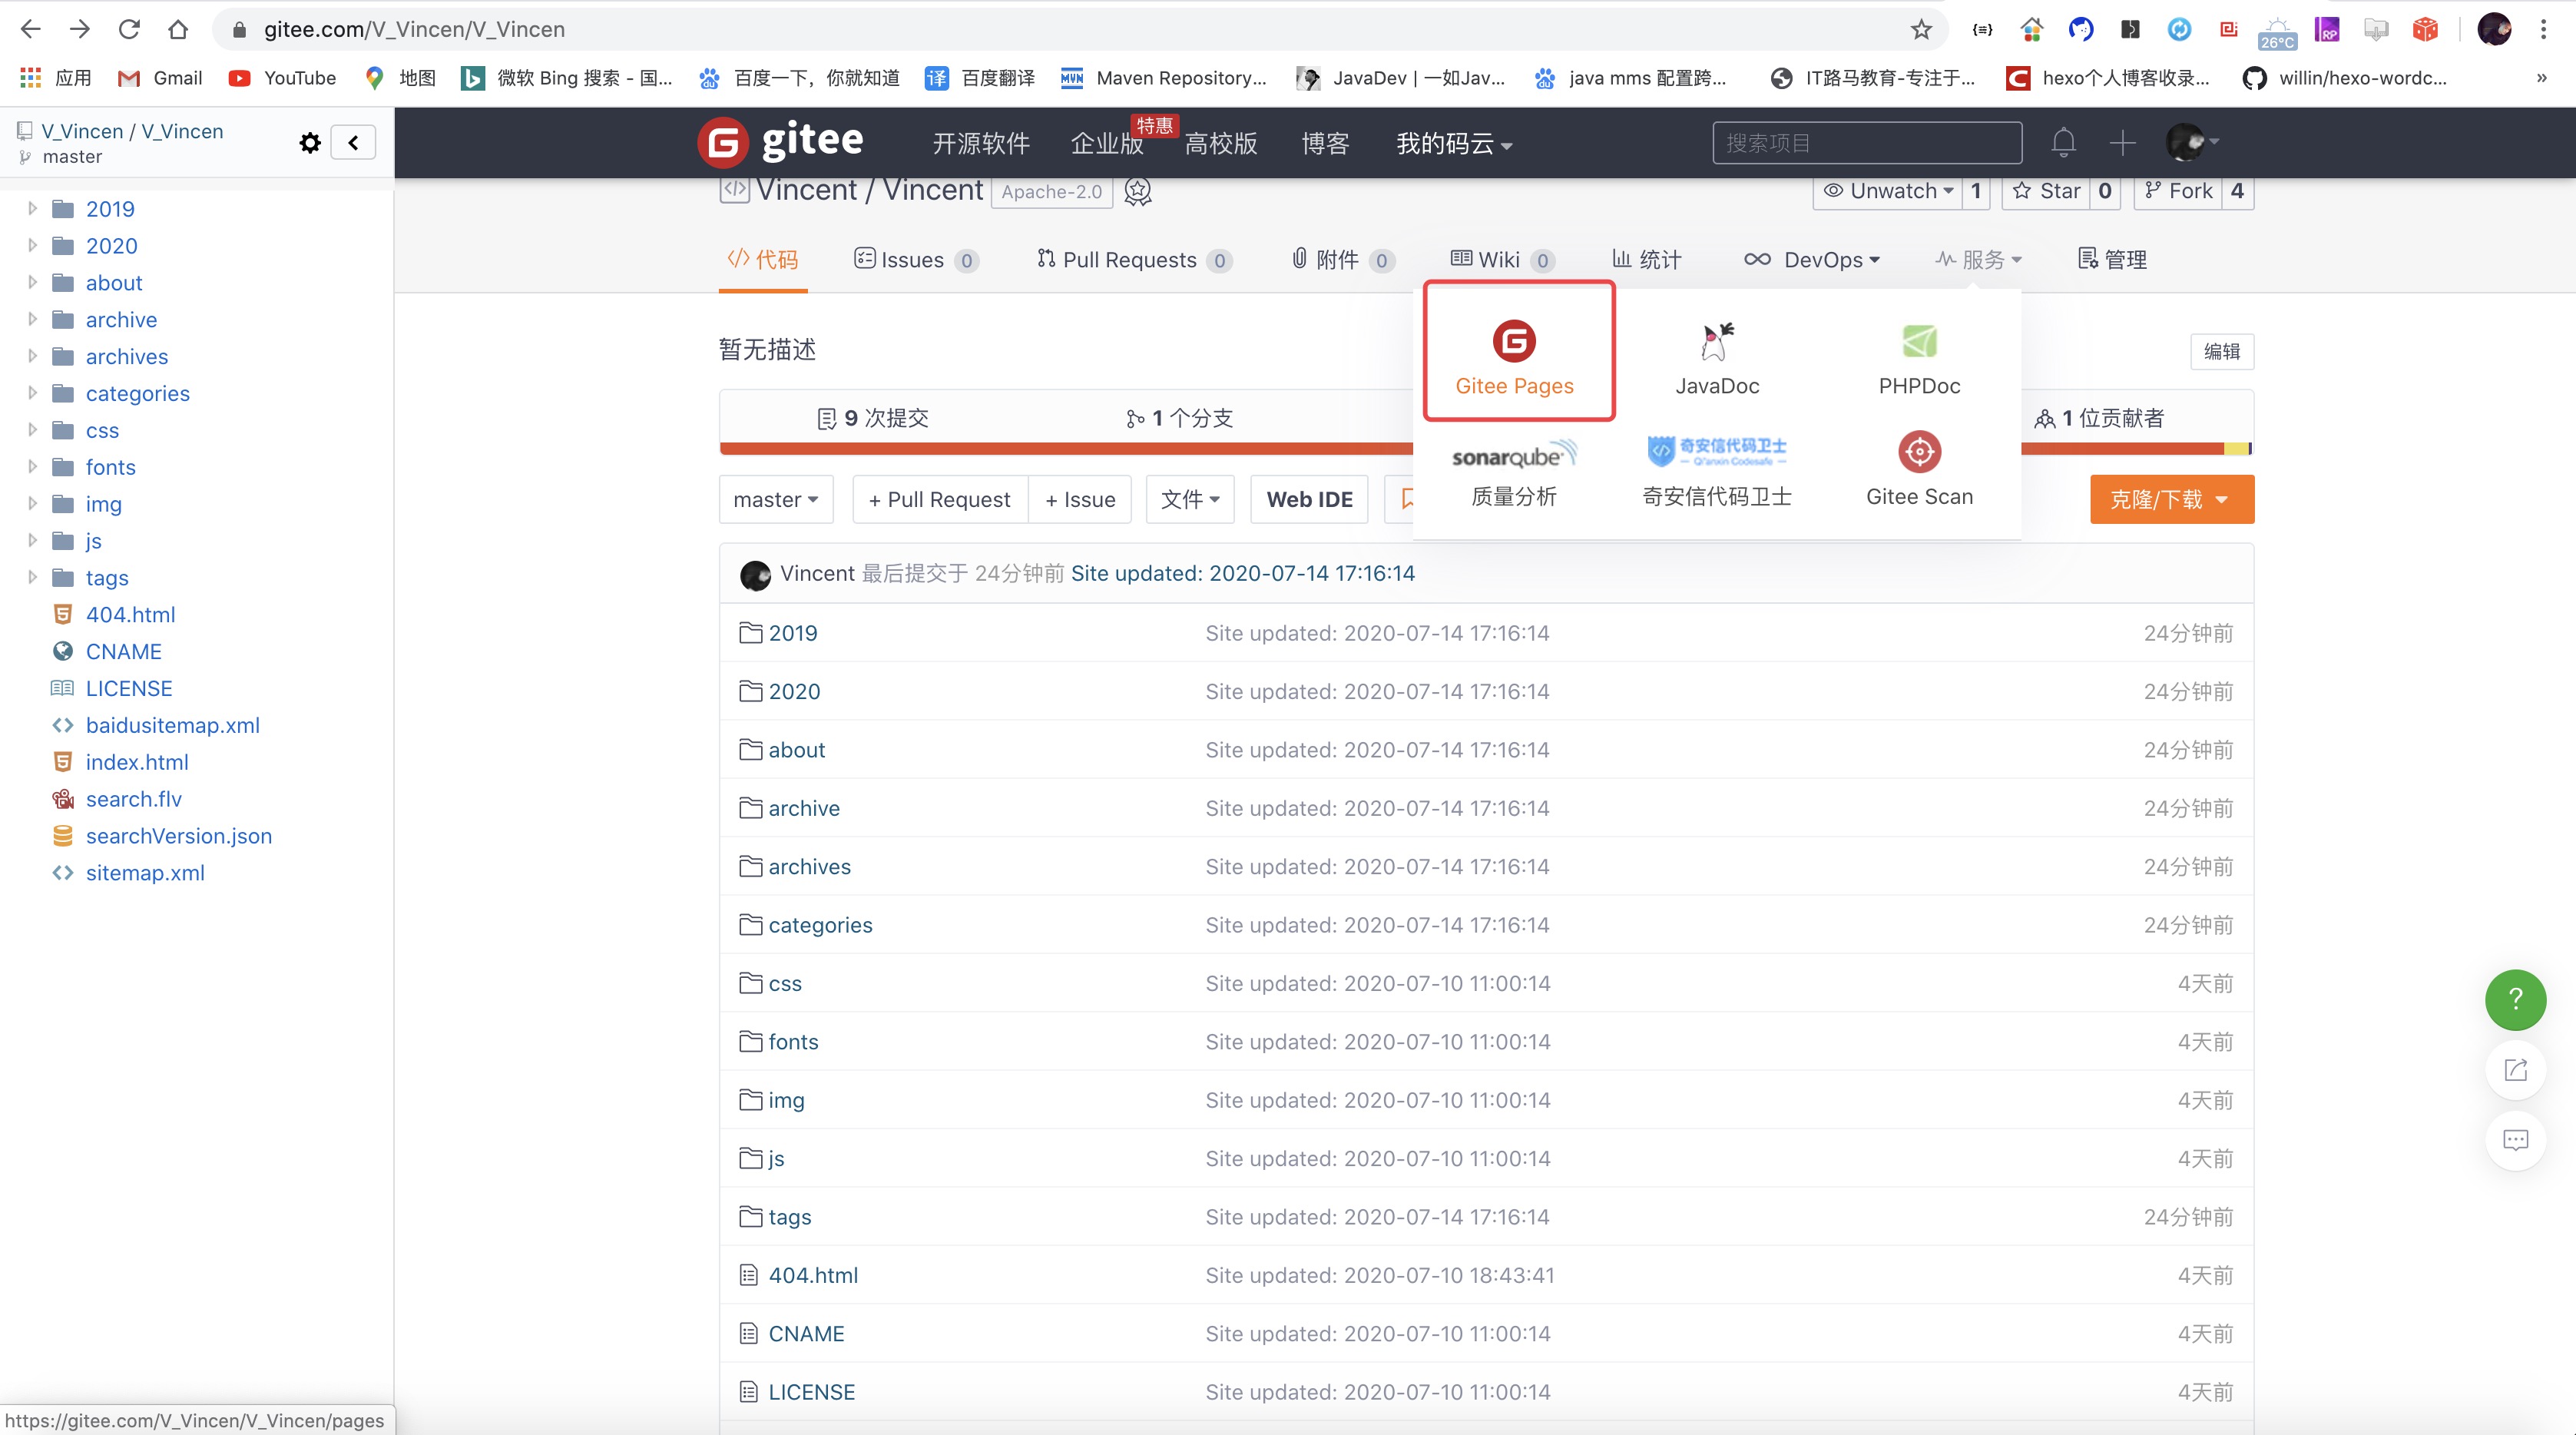 gitee.com/V_Vincen/V_Vincen
26°C
应用 Gmail YouTube 地图 微软 Bing 搜索 - 国... 百度一下，你就知道 百度翻译 Maven Repository... JavaDev | 一如Jav... java mms 配置跨... IT路马教育-专注于... hexo个人博客收录... willin/hexo-wordc... »
V_Vincen / V_Vincen
master
2019
2020
about
archive
archives
categories
css
fonts
img
js
tags
404.html
CNAME
LICENSE
baidusitemap.xml
index.html
search.flv
searchVersion.json
sitemap.xml
gitee 开源软件 企业版 特惠 高校版 博客 我的码云 搜索项目
Vincent / Vincent Apache-2.0 Unwatch 1 Star 0 Fork 4
代码 Issues 0 Pull Requests 0 附件 0 Wiki 0 统计 DevOps 服务 管理
暂无描述 编辑
Gitee Pages JavaDoc PHPDoc
sonarqube 奇安信代码卫士
Qi'anxin Codesafe
质量分析 奇安信代码卫士 Gitee Scan
9 次提交 1 个分支 1 位贡献者
master + Pull Request + Issue 文件 Web IDE 克隆/下载
Vincent 最后提交于 24分钟前 Site updated: 2020-07-14 17:16:14
2019 Site updated: 2020-07-14 17:16:14 24分钟前
2020 Site updated: 2020-07-14 17:16:14 24分钟前
about Site updated: 2020-07-14 17:16:14 24分钟前
archive Site updated: 2020-07-14 17:16:14 24分钟前
archives Site updated: 2020-07-14 17:16:14 24分钟前
categories Site updated: 2020-07-14 17:16:14 24分钟前
css Site updated: 2020-07-10 11:00:14 4天前
fonts Site updated: 2020-07-10 11:00:14 4天前
img Site updated: 2020-07-10 11:00:14 4天前
js Site updated: 2020-07-10 11:00:14 4天前
tags Site updated: 2020-07-14 17:16:14 24分钟前
404.html Site updated: 2020-07-10 18:43:41 4天前
CNAME Site updated: 2020-07-10 11:00:14 4天前
LICENSE Site updated: 2020-07-10 11:00:14 4天前
?
https://gitee.com/V_Vincen/V_Vincen/pages